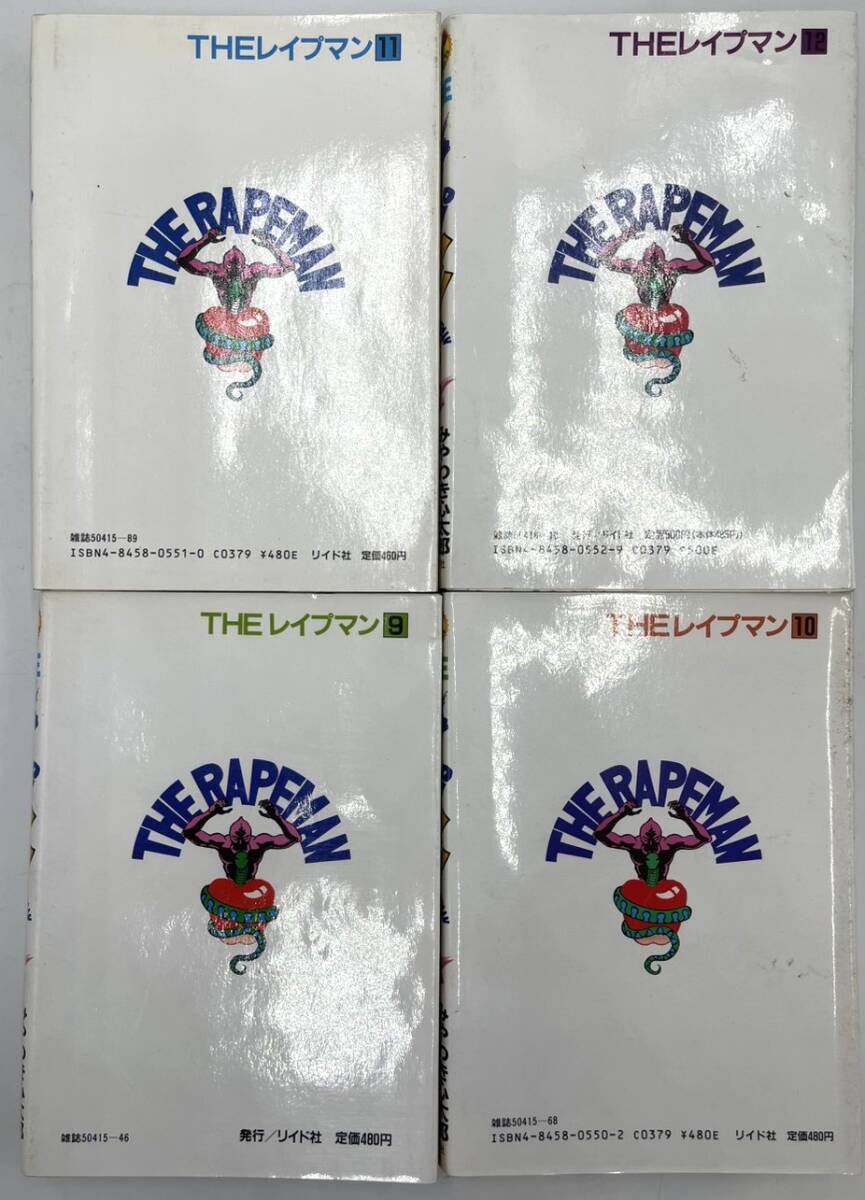 THEレイプマン 11
THE RAPEMAN
雑誌50415-89
ISBN4-8458-0551-0 C0379 ¥480E リイド社 定価480円
THEレイプマン 12
THE RAPEMAN
ISBN4-8458-0552-9 C0379
THEレイプマン 9
THE RAPEMAN
雑誌50415-46
発行/リイド社 定価480円
THEレイプマン 10
THE RAPEMAN
雑誌50415-68
ISBN4-8458-0550-2 C0379 ¥480E リイド社 定価480円